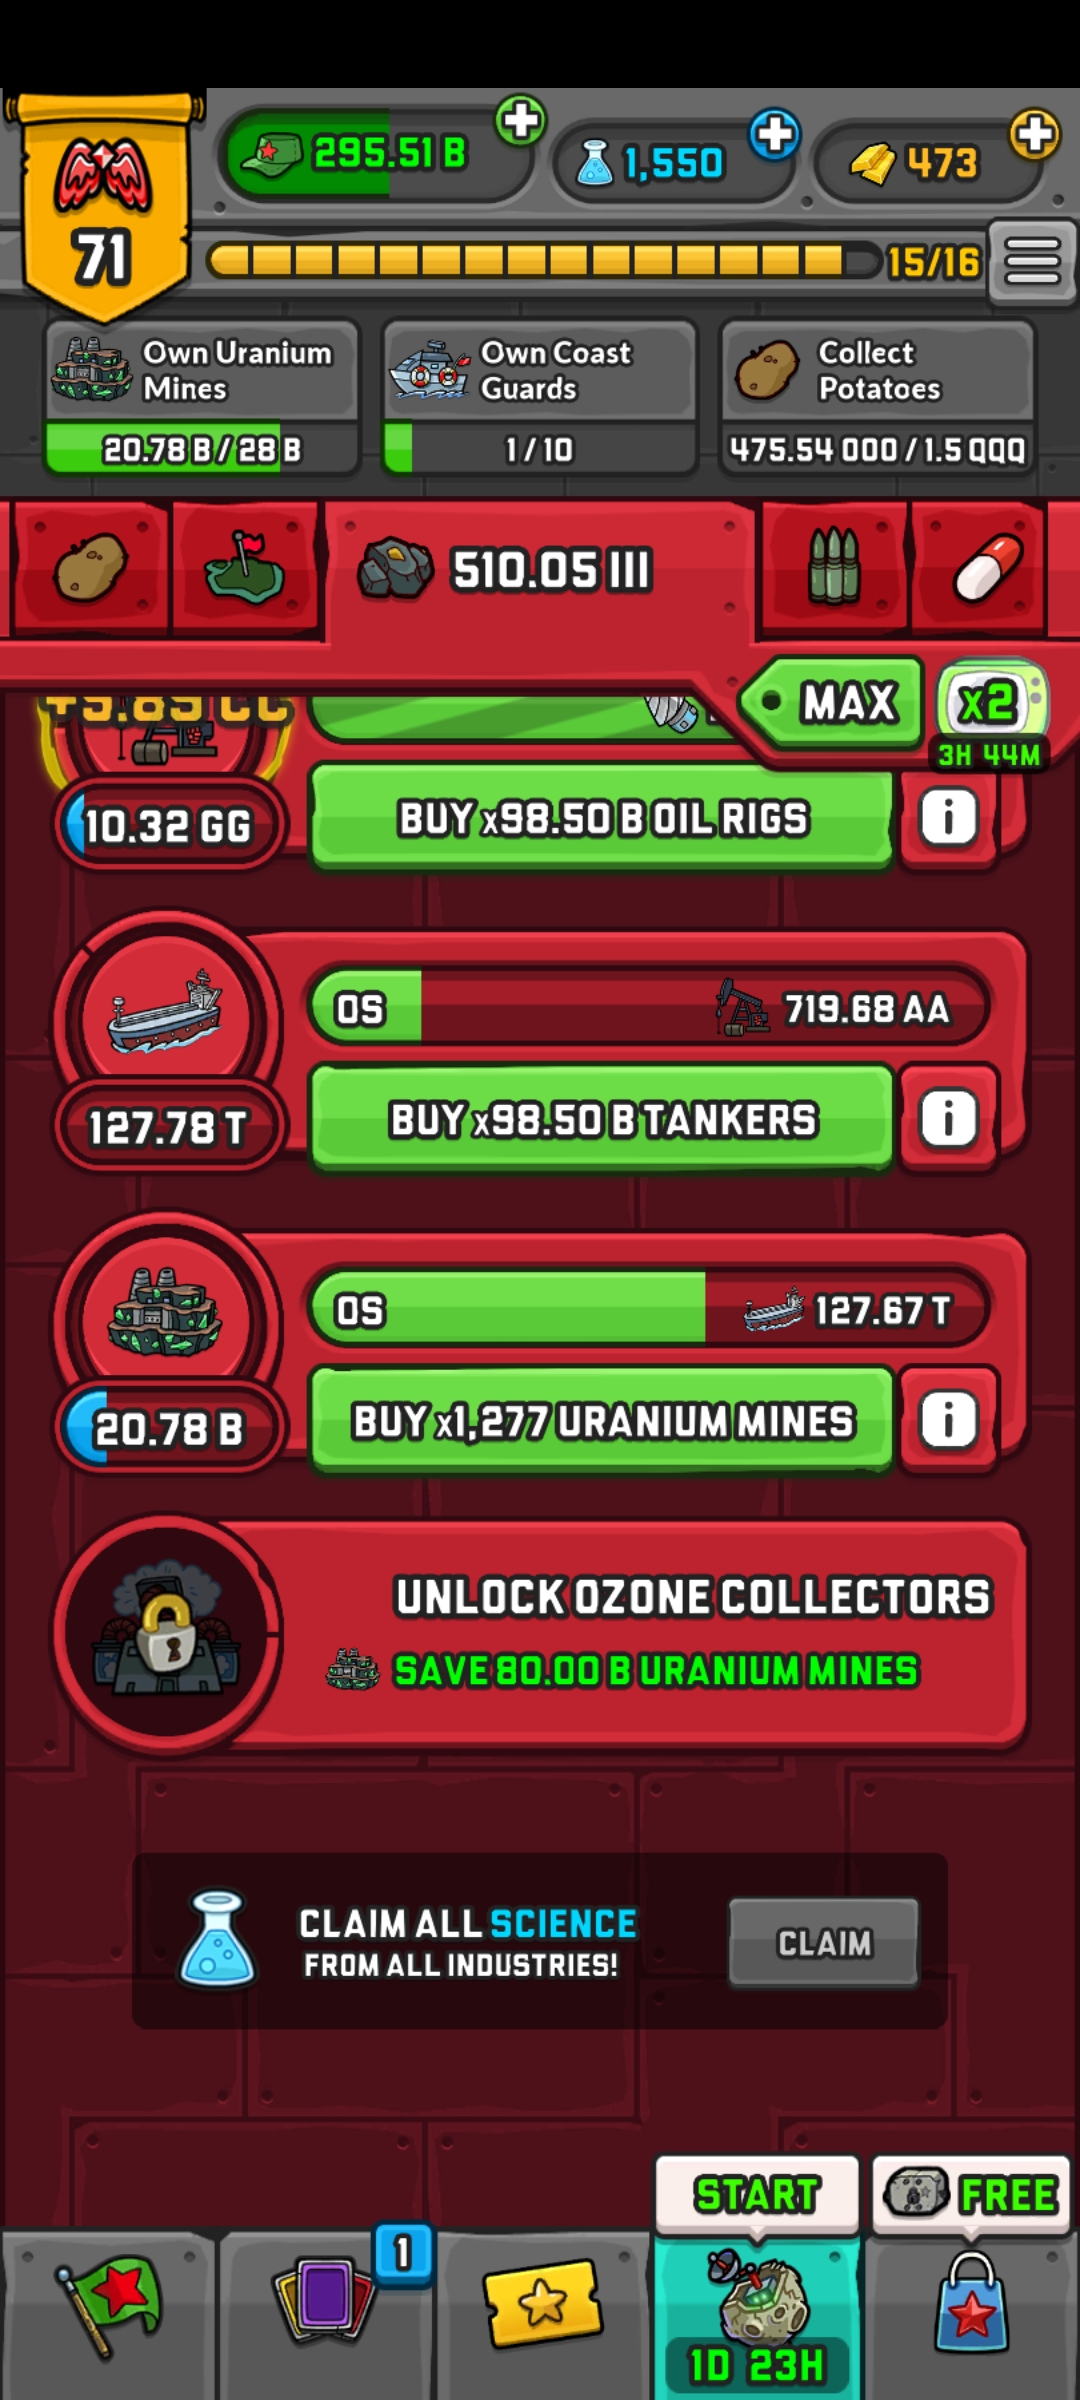 295.51 B
1,550
473
71
15/16
Own Uranium
Mines
20.78 B / 28 B
Own Coast
Guards
1 / 10
Collect
Potatoes
475.54 OOO / 1.5 QQQ
510.05 III
MAX
x2
3H 44M
+9.89 CC
10.32 GG
BUY x98.50 B OIL RIGS
i
0S
719.68 AA
127.78 T
BUY x98.50 B TANKERS
i
0S
127.67 T
20.78 B
BUY x1,277 URANIUM MINES
i
UNLOCK OZONE COLLECTORS
SAVE 80.00 B URANIUM MINES
CLAIM ALL SCIENCE
FROM ALL INDUSTRIES!
CLAIM
START
FREE
1
1D 23H